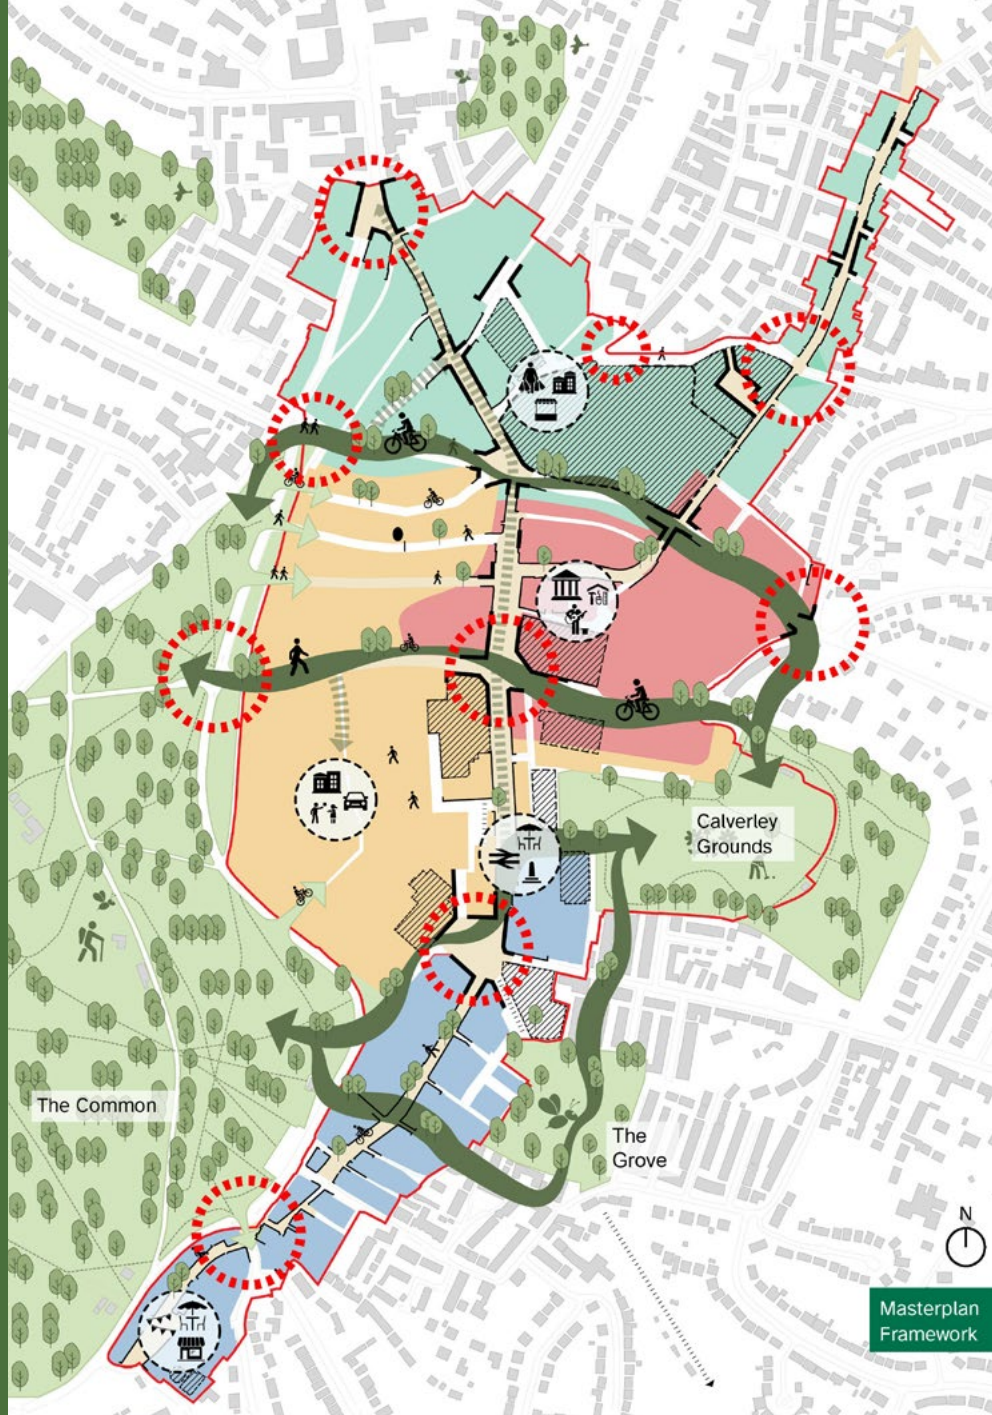 Calverley
Grounds
The Common
The
Grove
N
Masterplan
Framework